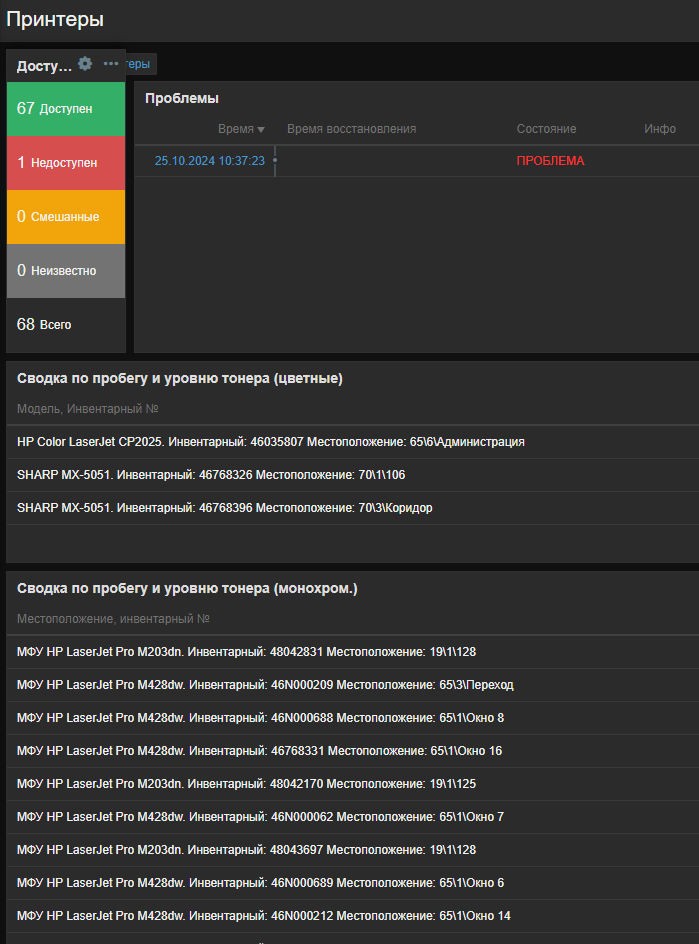 Принтеры
Досту...
теры
67 Доступен
1 Недоступен
0 Смешанные
0 Неизвестно
68 Всего
Проблемы
Время Время восстановления Состояние Инфо
25.10.2024 10:37:23 ПРОБЛЕМА
Сводка по пробегу и уровню тонера (цветные)
Модель, Инвентарный №
HP Color LaserJet CP2025. Инвентарный: 46035807 Местоположение: 65\6\Администрация
SHARP MX-5051. Инвентарный: 46768326 Местоположение: 70\1\106
SHARP MX-5051. Инвентарный: 46768396 Местоположение: 70\3\Коридор
Сводка по пробегу и уровню тонера (монохром.)
Местоположение, инвентарный №
МФУ HP LaserJet Pro M203dn. Инвентарный: 48042831 Местоположение: 19\1\128
МФУ HP LaserJet Pro M428dw. Инвентарный: 46N000209 Местоположение: 65\3\Переход
МФУ HP LaserJet Pro M428dw. Инвентарный: 46N000688 Местоположение: 65\1\Окно 8
МФУ HP LaserJet Pro M428dw. Инвентарный: 46768331 Местоположение: 65\1\Окно 16
МФУ HP LaserJet Pro M203dn. Инвентарный: 48042170 Местоположение: 19\1\125
МФУ HP LaserJet Pro M428dw. Инвентарный: 46N000062 Местоположение: 65\1\Окно 7
МФУ HP LaserJet Pro M203dn. Инвентарный: 48043697 Местоположение: 19\1\128
МФУ HP LaserJet Pro M428dw. Инвентарный: 46N000689 Местоположение: 65\1\Окно 6
МФУ HP LaserJet Pro M428dw. Инвентарный: 46N000212 Местоположение: 65\1\Окно 14